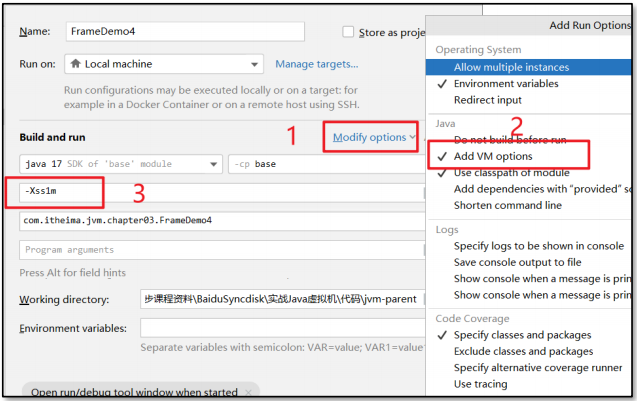 Name:
FrameDemo4
Store as proje
Run on:
Local machine
Manage targets...
Run configurations may be executed locally or on a target: for
example in a Docker Container or on a remote host using SSH.
Build and run
1
Modify options
java 17 SDK of 'base' module
-cp base
-Xss1m
3
com.itheima.jvm.chapter03.FrameDemo4
Program arguments
Press Alt for field hints
Working directory:
步课程资料\BaiduSyncdisk\实战Java虚拟机\代码\jvm-parent
Environment variables:
Separate variables with semicolon: VAR=value; VAR1=value
Open run/debug tool window when started
Add Run Options
Operating System
Allow multiple instances
Environment variables
Redirect input
Java
2
Do not build before run
Add VM options
Use classpath of module
Add dependencies with “provided” sc
Shorten command line
Logs
Specify logs to be shown in console
Save console output to file
Show console when a message is prin
Show console when a message is prin
Code Coverage
Specify classes and packages
Exclude classes and packages
Specify alternative coverage runner
Use tracing